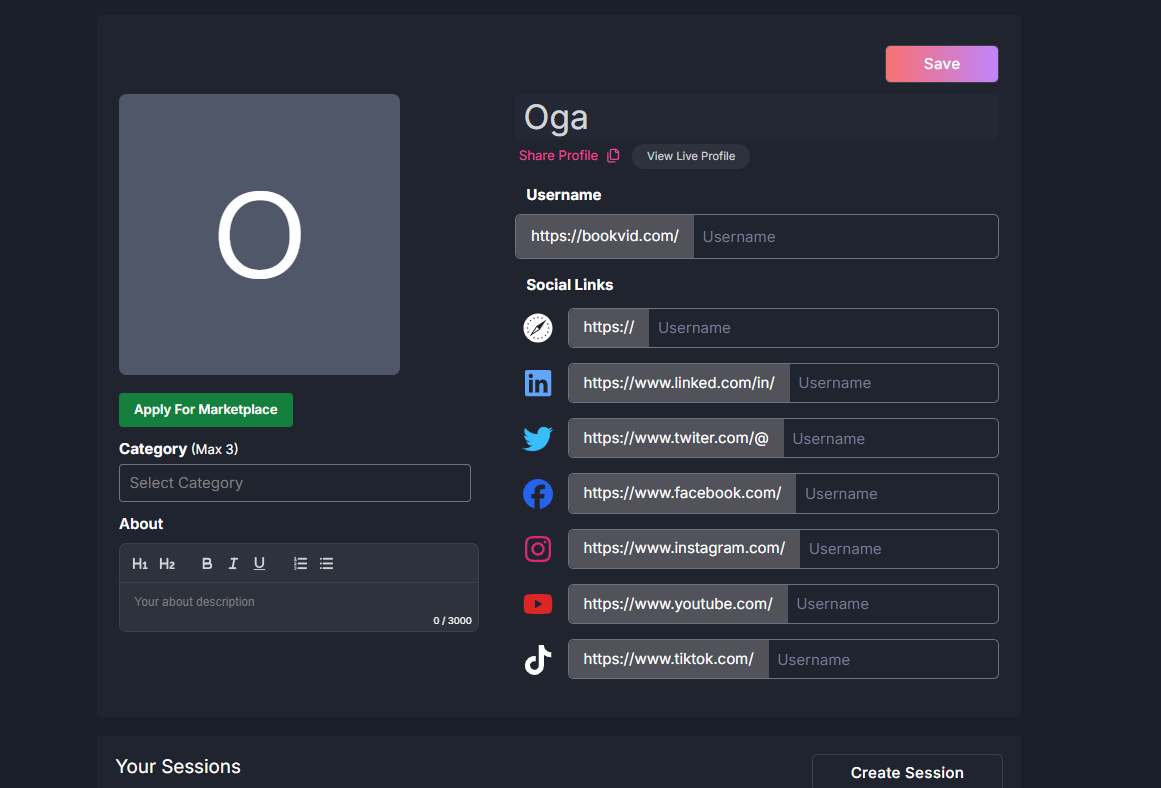 Save
O
Oga
Share Profile
View Live Profile
Username
https://bookvid.com/ Username
Social Links
https:// Username
in https://www.linked.com/in/ Username
https://www.twiter.com/@ Username
https://www.facebook.com/ Username
https://www.instagram.com/ Username
https://www.youtube.com/ Username
https://www.tiktok.com/ Username
Apply For Marketplace
Category (Max 3)
Select Category
About
H1 H2 B I U
Your about description
0 / 3000
Your Sessions
Create Session